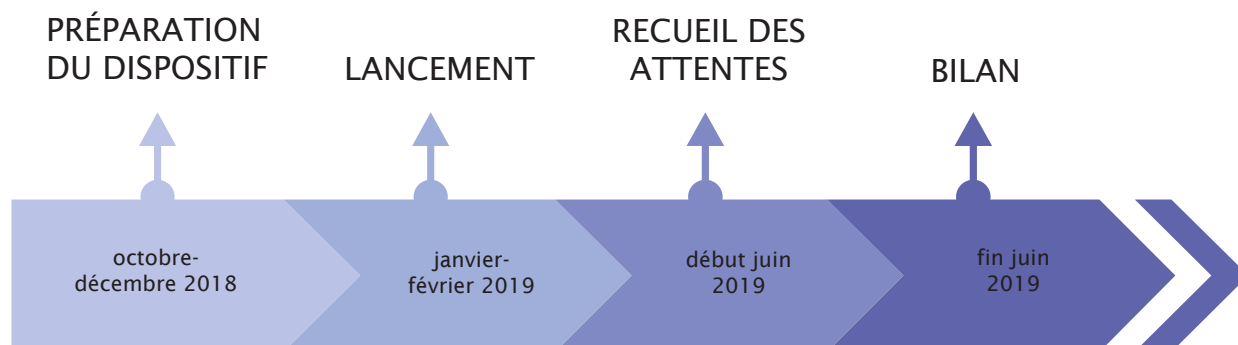 PRÉPARATION
DU DISPOSITIF
LANCEMENT
RECUEIL DES
ATTENTES
BILAN
octobre-
décembre 2018
janvier-
février 2019
début juin
2019
fin juin
2019